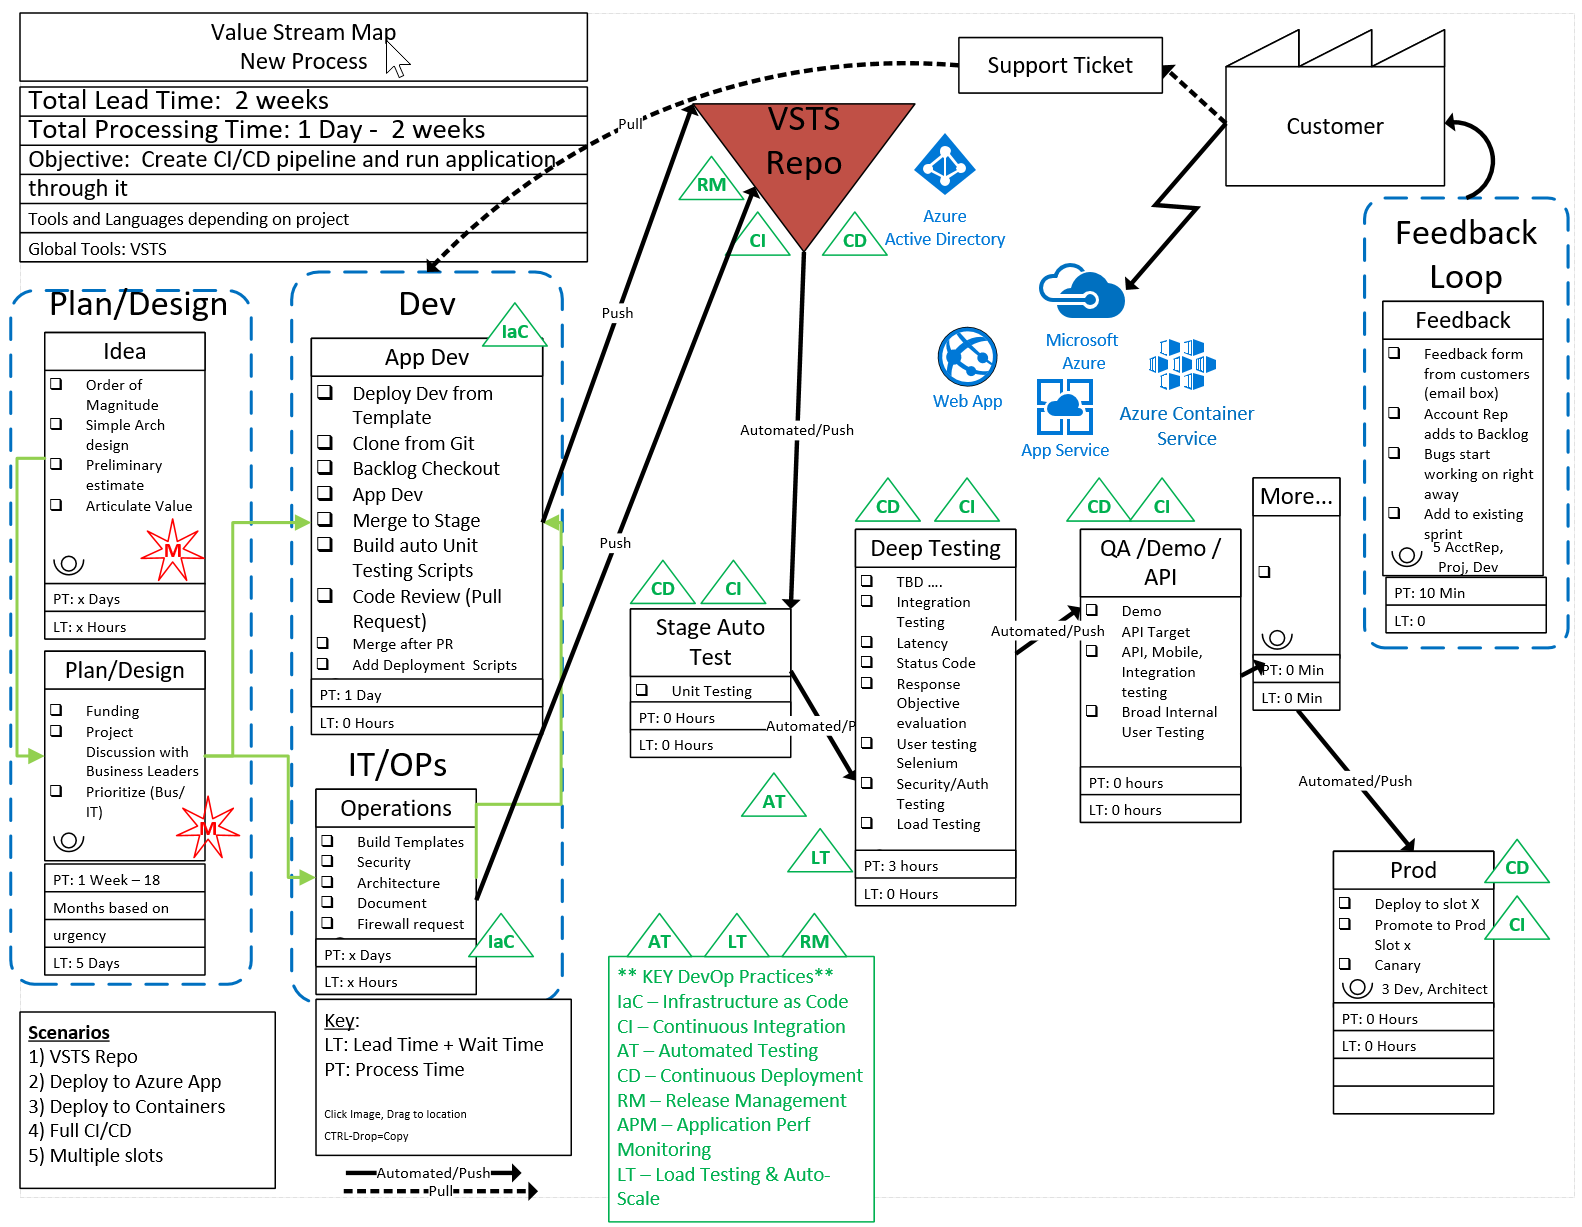 Value Stream Map
New Process
Total Lead Time:  2 weeks
Total Processing Time: 1 Day -  2 weeks
Objective:  Create CI/CD pipeline and run application
through it
Tools and Languages depending on project
Global Tools: VSTS
Support Ticket
Customer
Pull
VSTS
Repo
RM
CI
CD
Azure
Active Directory
Microsoft
Azure
Web App
App Service
Azure Container
Service
Feedback
Loop
Feedback
Feedback form
from customers
(email box)
Account Rep
adds to Backlog
Bugs start
working on right
away
Add to existing
sprint
5 AcctRep,
Proj, Dev
PT: 10 Min
LT: 0
Plan/Design
Idea
Order of
Magnitude
Simple Arch
design
Preliminary
estimate
Articulate Value
M
PT: x Days
LT: x Hours
Plan/Design
Funding
Project
Discussion with
Business Leaders
Prioritize (Bus/
IT)
M
PT: 1 Week – 18
Months based on
urgency
LT: 5 Days
Dev
IaC
App Dev
Deploy Dev from
Template
Clone from Git
Backlog Checkout
App Dev
Merge to Stage
Build auto Unit
Testing Scripts
Code Review (Pull
Request)
Merge after PR
Add Deployment  Scripts
PT: 1 Day
LT: 0 Hours
IT/OPs
Operations
Build Templates
Security
Architecture
Document
Firewall request
IaC
PT: x Days
LT: x Hours
Push
Push
Automated/Push
CD
CI
Stage Auto
Test
Unit Testing
PT: 0 Hours
LT: 0 Hours
Automated/P
AT
LT
CD
CI
Deep Testing
TBD ....
Integration
Testing
Latency
Status Code
Response
Objective
evaluation
User testing
Selenium
Security/Auth
Testing
Load Testing
PT: 3 hours
LT: 0 Hours
Automated/Push
CD
CI
QA /Demo /
API
Demo
API Target
API, Mobile,
Integration
testing
Broad Internal
User Testing
PT: 0 hours
LT: 0 hours
More...
PT: 0 Min
LT: 0 Min
Automated/Push
Prod
CD
CI
Deploy to slot X
Promote to Prod
Slot x
Canary
3 Dev, Architect
PT: 0 Hours
LT: 0 Hours
Scenarios
1) VSTS Repo
2) Deploy to Azure App
3) Deploy to Containers
4) Full CI/CD
5) Multiple slots
Key:
LT: Lead Time + Wait Time
PT: Process Time
Click Image, Drag to location
CTRL-Drop=Copy
Automated/Push
Pull
AT
LT
RM
** KEY DevOp Practices**
IaC – Infrastructure as Code
CI – Continuous Integration
AT – Automated Testing
CD – Continuous Deployment
RM – Release Management
APM – Application Perf
Monitoring
LT – Load Testing & Auto-
Scale